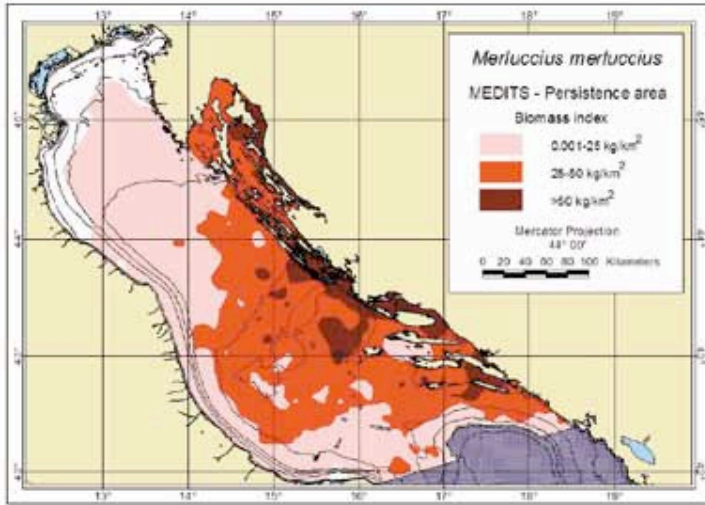 13° 14° 15° 16° 17° 18° 19°
Merluccius merluccius
MEDITS - Persistence area
Biomass index
0.001-25 kg/km²
25-50 kg/km²
>50 kg/km²
Mercator Projection
44° 00'
0 20 40 60 80 100 Kilometers
13° 14° 15° 16° 17° 18° 19°